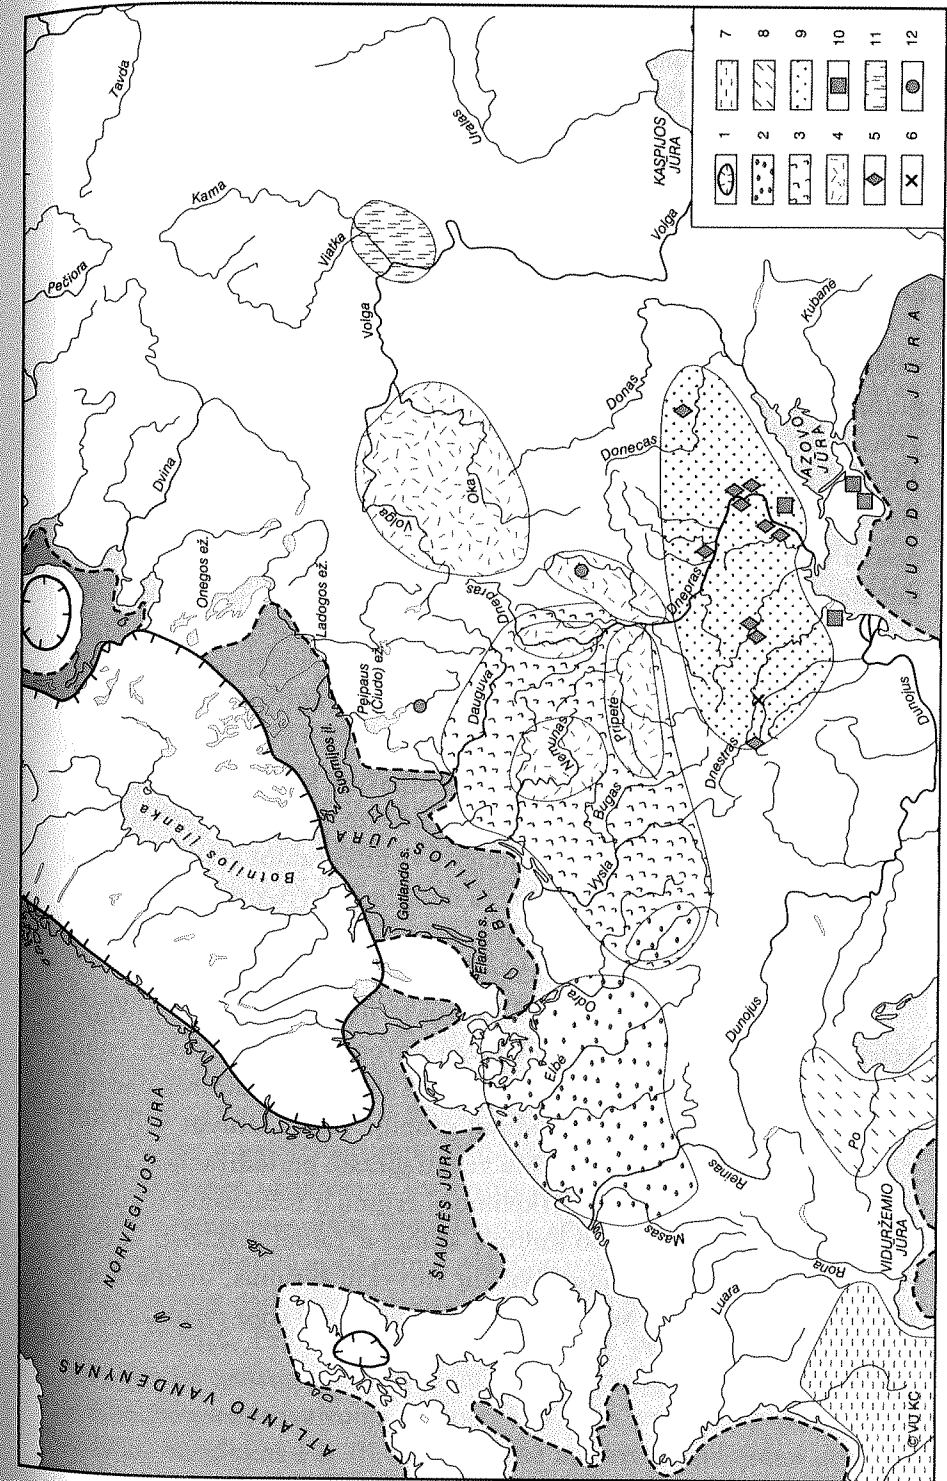 NORVEGIJOS JŪRA
ATLANTO VANDENYNAS
ŠIAURĖS JŪRA
Botnijos įlanka
BALTIJOS JŪRA
Suomijos įl.
Gotlando s.
Elando s.
Ladogos ež.
Onegos ež.
Peipaus
(Čiudo) ež.
Dvina
Pečiora
Kama
Viatka
Tavda
Uralas
Volga
Volga
Volga
Oka
KASPIJOS
JŪRA
Donas
Donecas
Kubanė
AZOVO
JŪRA
JUODOJI JŪRA
Dnepras
Dnepras
Dauguva
Nemunas
Pripetė
Bugas
Vysla
Dnestras
Dunojus
Dunojus
Odra
Elbė
Reinas
Masas
Luara
Rona
Po
VIDURŽEMIO
JŪRA
© VU KC
1
2
3
4
5
6
7
8
9
10
11
12